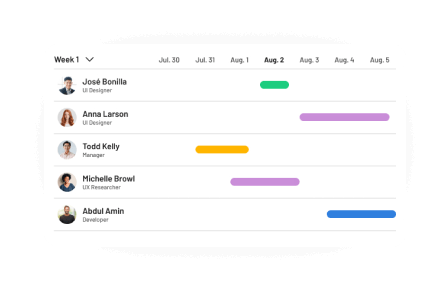 Week 1 Jul. 30 Jul. 31 Aug. 1 Aug. 2 Aug. 3 Aug. 4 Aug. 5
José Bonilla
UI Designer
Anna Larson
UI Designer
Todd Kelly
Manager
Michelle Browl
UX Researcher
Abdul Amin
Developer